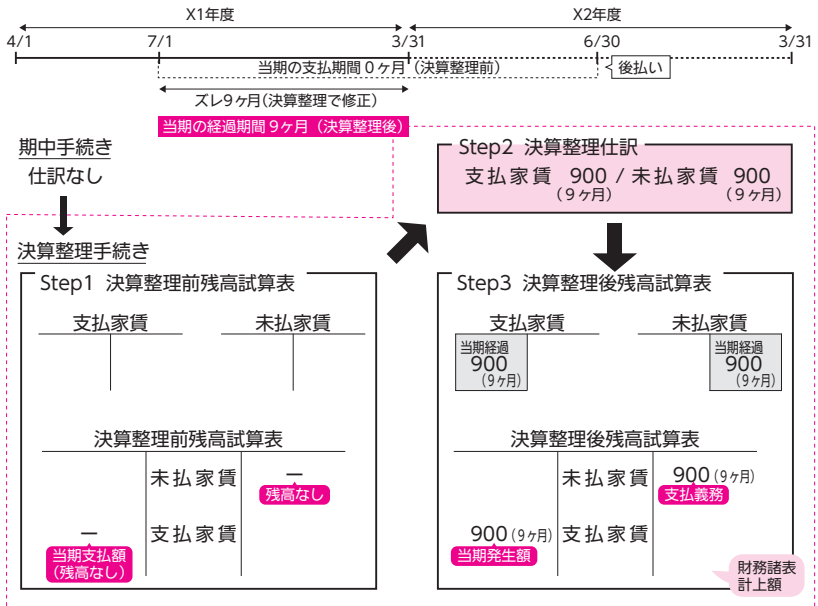 X1年度
X2年度
4/1
7/1
3/31
6/30
3/31
当期の支払期間0ヶ月(決算整理前)
後払い
ズレ9ヶ月(決算整理で修正)
当期の経過期間9ヶ月(決算整理後)
期中手続き
仕訳なし
決算整理手続き
Step1 決算整理前残高試算表
支払家賃
未払家賃
決算整理前残高試算表
未払家賃
―
残高なし
―
支払家賃
当期支払額
(残高なし)
Step2 決算整理仕訳
支払家賃 900 / 未払家賃 900
(9ヶ月)
(9ヶ月)
Step3 決算整理後残高試算表
支払家賃
未払家賃
当期経過
900
(9ヶ月)
当期経過
900
(9ヶ月)
決算整理後残高試算表
未払家賃
900(9ヶ月)
支払義務
900(9ヶ月)
支払家賃
当期発生額
財務諸表
計上額